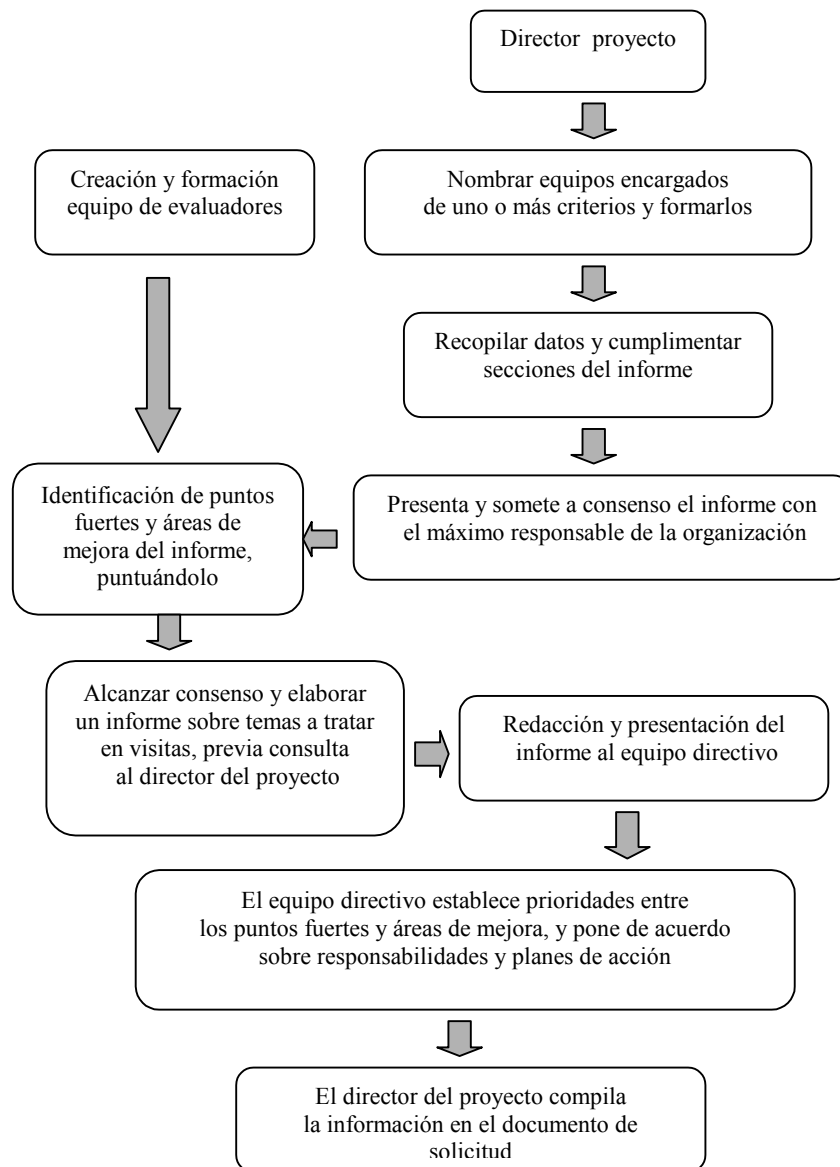 Director proyecto
Creación y formación
equipo de evaluadores
Nombrar equipos encargados
de uno o más criterios y formarlos
Recopilar datos y cumplimentar
secciones del informe
Identificación de puntos
fuertes y áreas de
mejora del informe,
puntuándolo
Presenta y somete a consenso el informe con
el máximo responsable de la organización
Alcanzar consenso y elaborar
un informe sobre temas a tratar
en visitas, previa consulta
al director del proyecto
Redacción y presentación del
informe al equipo directivo
El equipo directivo establece prioridades entre
los puntos fuertes y áreas de mejora, y pone de acuerdo
sobre responsabilidades y planes de acción
El director del proyecto compila
la información en el documento de
solicitud